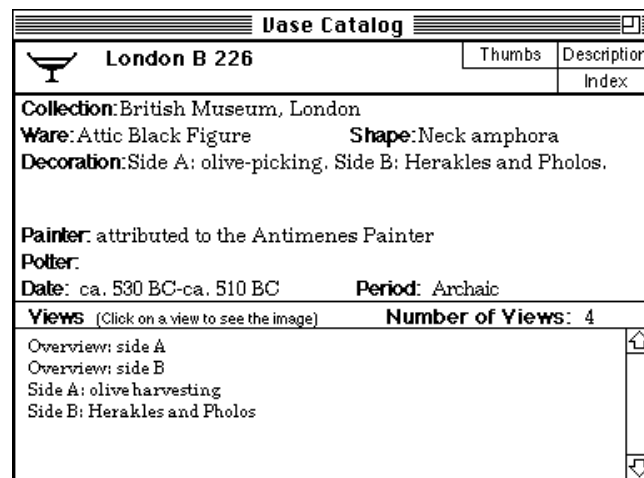 Vase Catalog
London B 226
Thumbs Description
Index
Collection: British Museum, London
Ware: Attic Black Figure Shape: Neck amphora
Decoration: Side A: olive-picking. Side B: Herakles and Pholos.
Painter: attributed to the Antimenes Painter
Potter:
Date: ca. 530 BC-ca. 510 BC Period: Archaic
Views (Click on a view to see the image) Number of Views: 4
Overview: side A
Overview: side B
Side A: olive harvesting
Side B: Herakles and Pholos